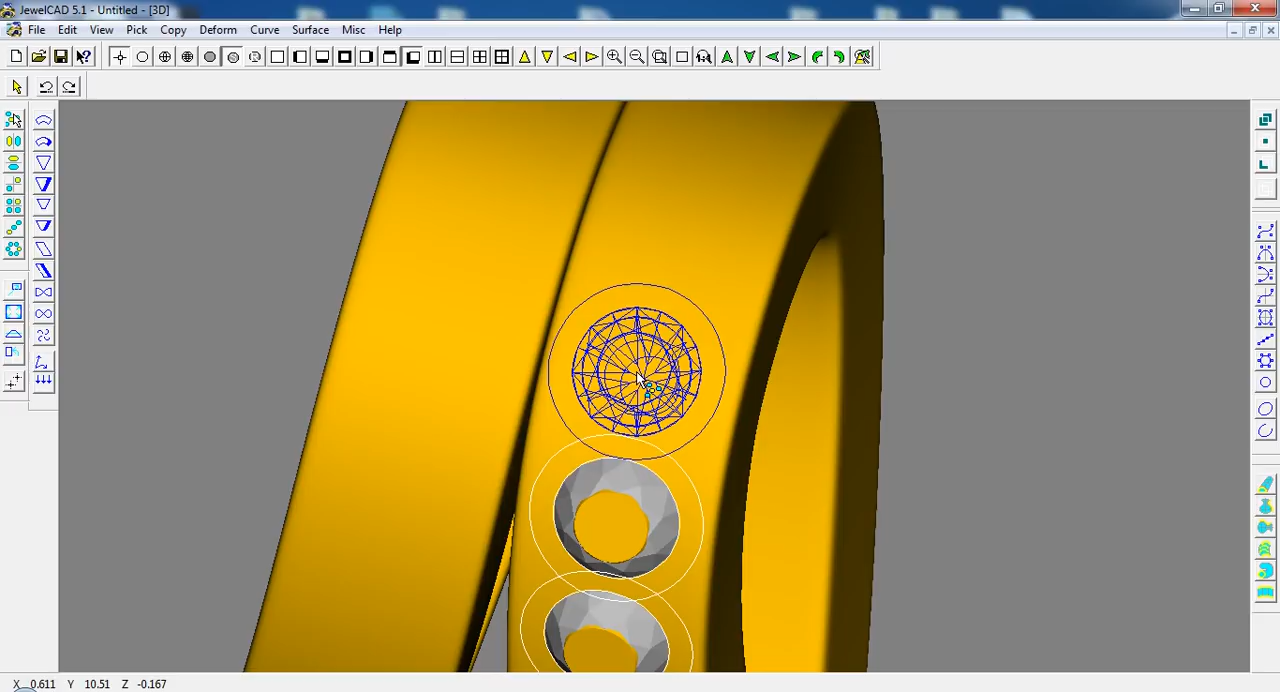 JewelCAD 5.1 - Untitled - [3D]
File Edit View Pick Copy Deform Curve Surface Misc Help
X 0.611 Y 10.51 Z -0.167